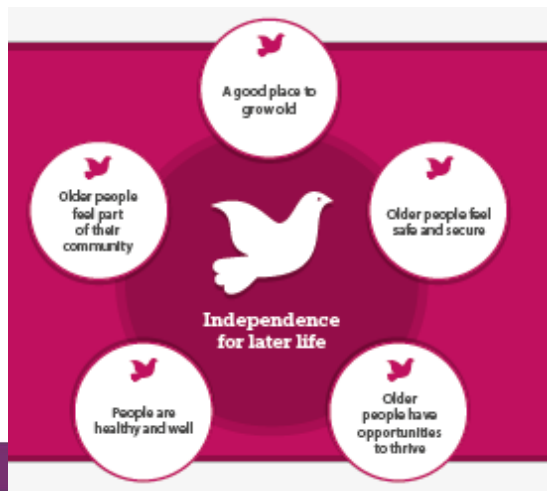 A good place to
grow old
Older people
feel part
of their
community
Older people feel
safe and secure
Independence
for later life
People are
healthy and well
Older
people have
opportunities
to thrive